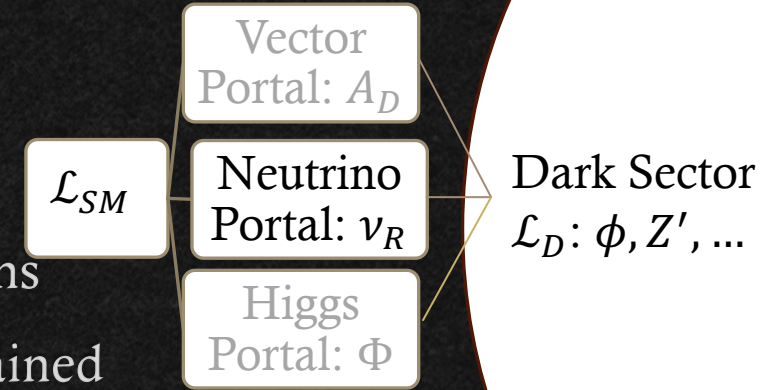 Vector
Portal: A_D
ℒ_SM
Neutrino
Portal: ν_R
Higgs
Portal: Φ
Dark Sector
ℒ_D: ϕ, Z′, …